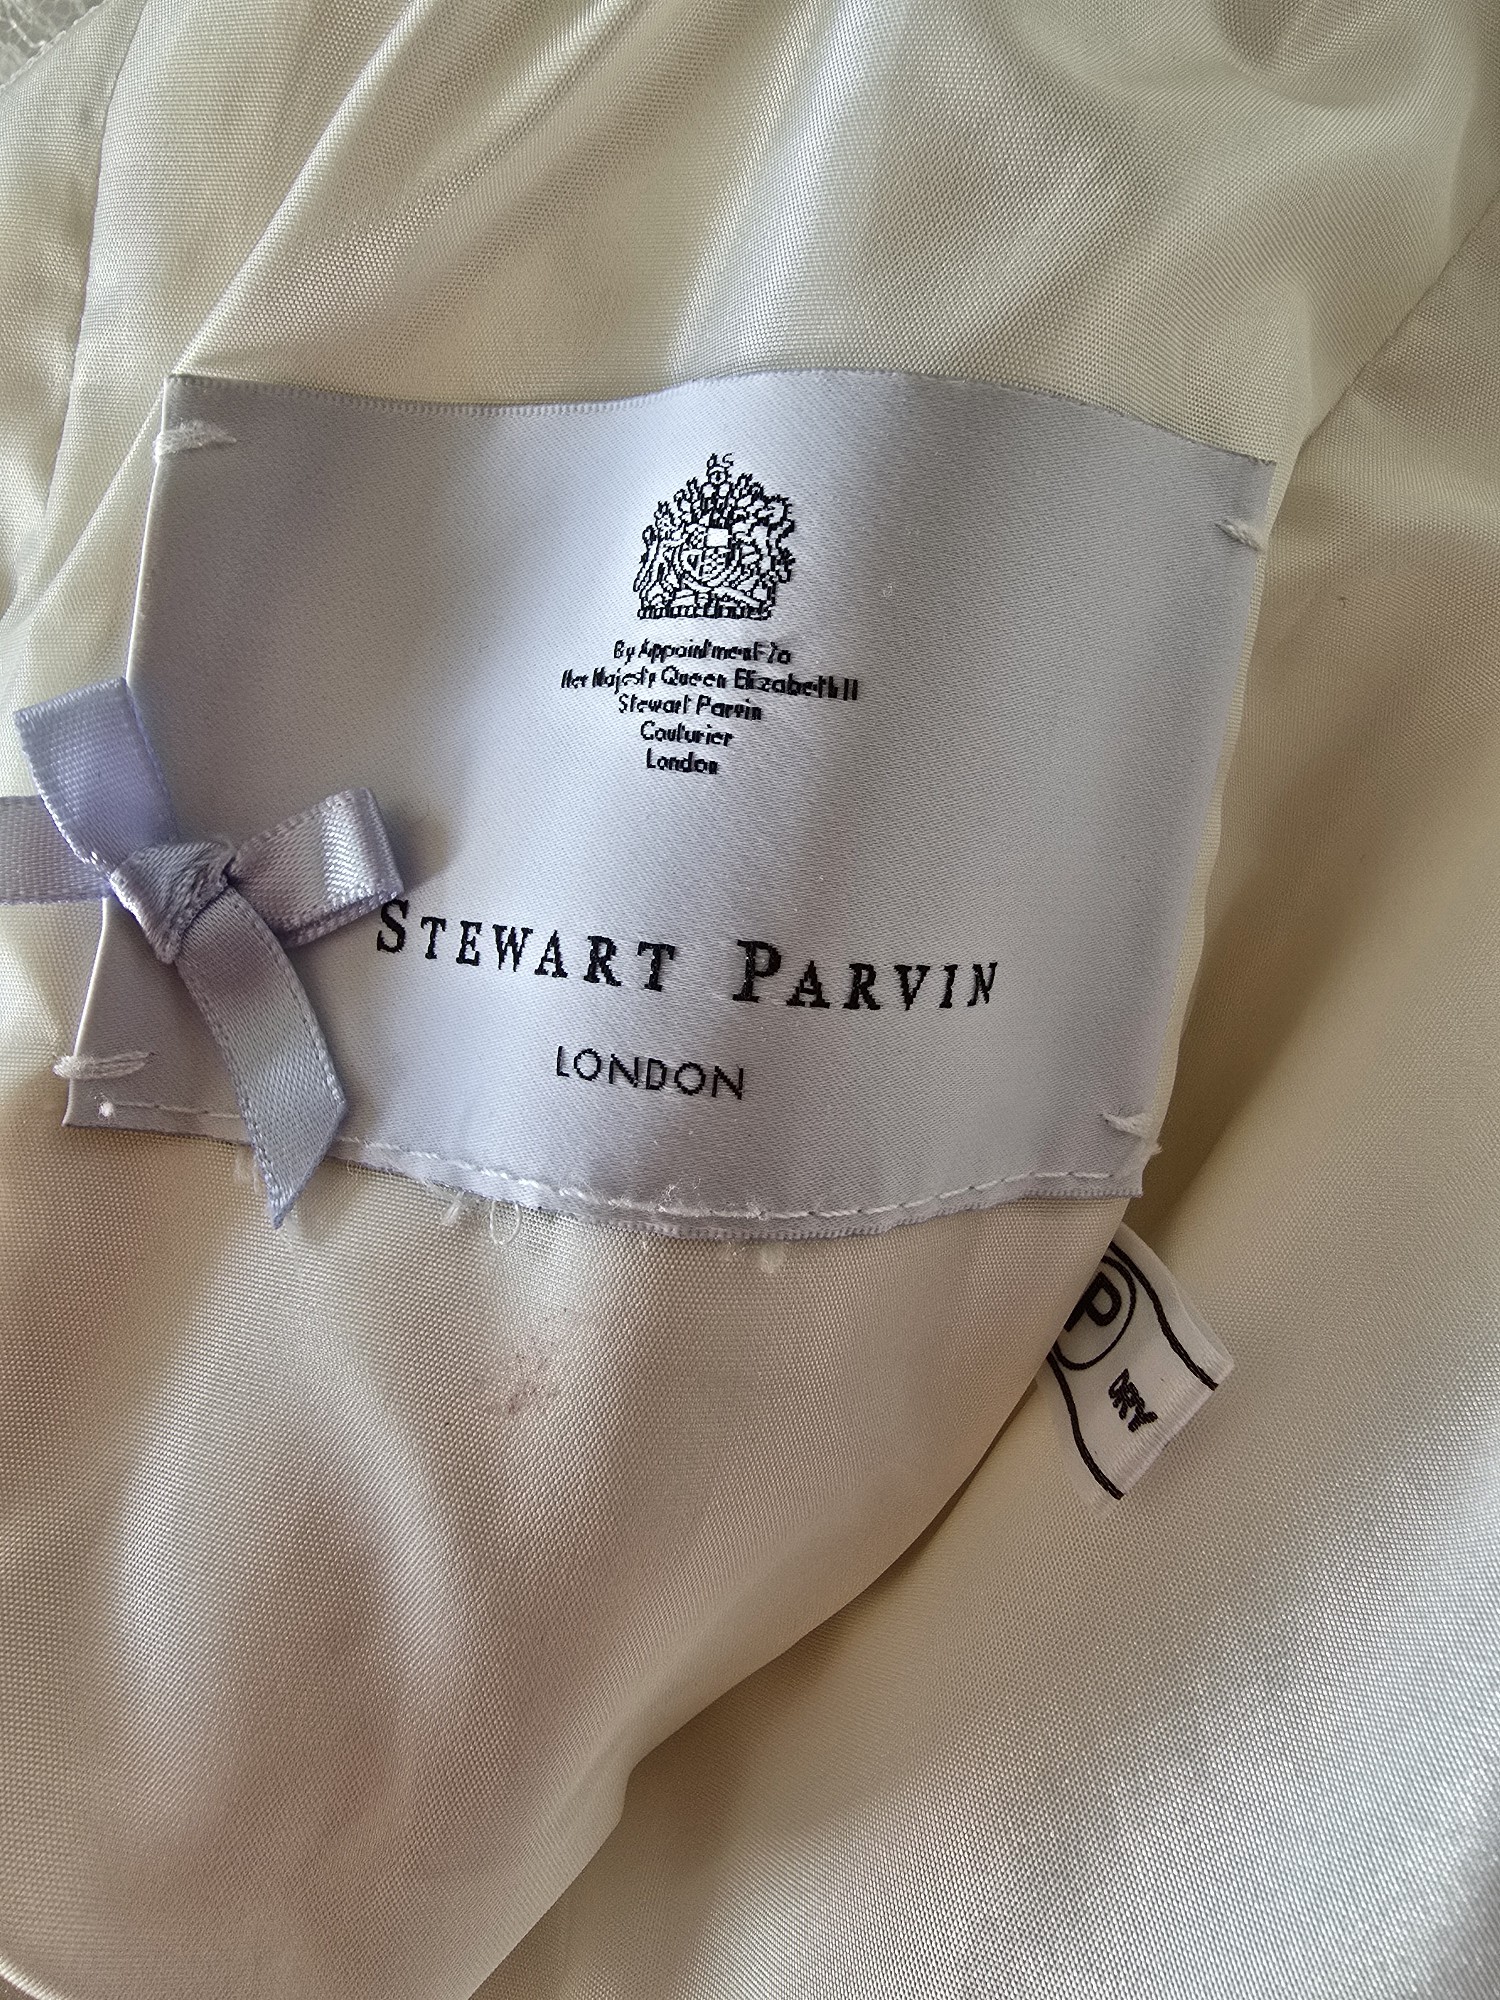 By Appointment To
Her Majesty Queen Elizabeth II
Stewart Parvin
Couturier
London
STEWART PARVIN
LONDON
P
DRY